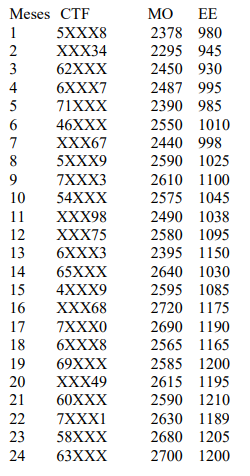 Meses CTF MO EE
1 5XXX8 2378 980
2 XXX34 2295 945
3 62XXX 2450 930
4 6XXX7 2487 995
5 71XXX 2390 985
6 46XXX 2550 1010
7 XXX67 2440 998
8 5XXX9 2590 1025
9 7XXX3 2610 1100
10 54XXX 2575 1045
11 XXX98 2490 1038
12 XXX75 2580 1095
13 6XXX3 2395 1150
14 65XXX 2640 1030
15 4XXX9 2595 1085
16 XXX68 2720 1175
17 7XXX0 2690 1190
18 6XXX8 2565 1165
19 69XXX 2585 1200
20 XXX49 2615 1195
21 60XXX 2590 1210
22 7XXX1 2630 1189
23 58XXX 2680 1205
24 63XXX 2700 1200